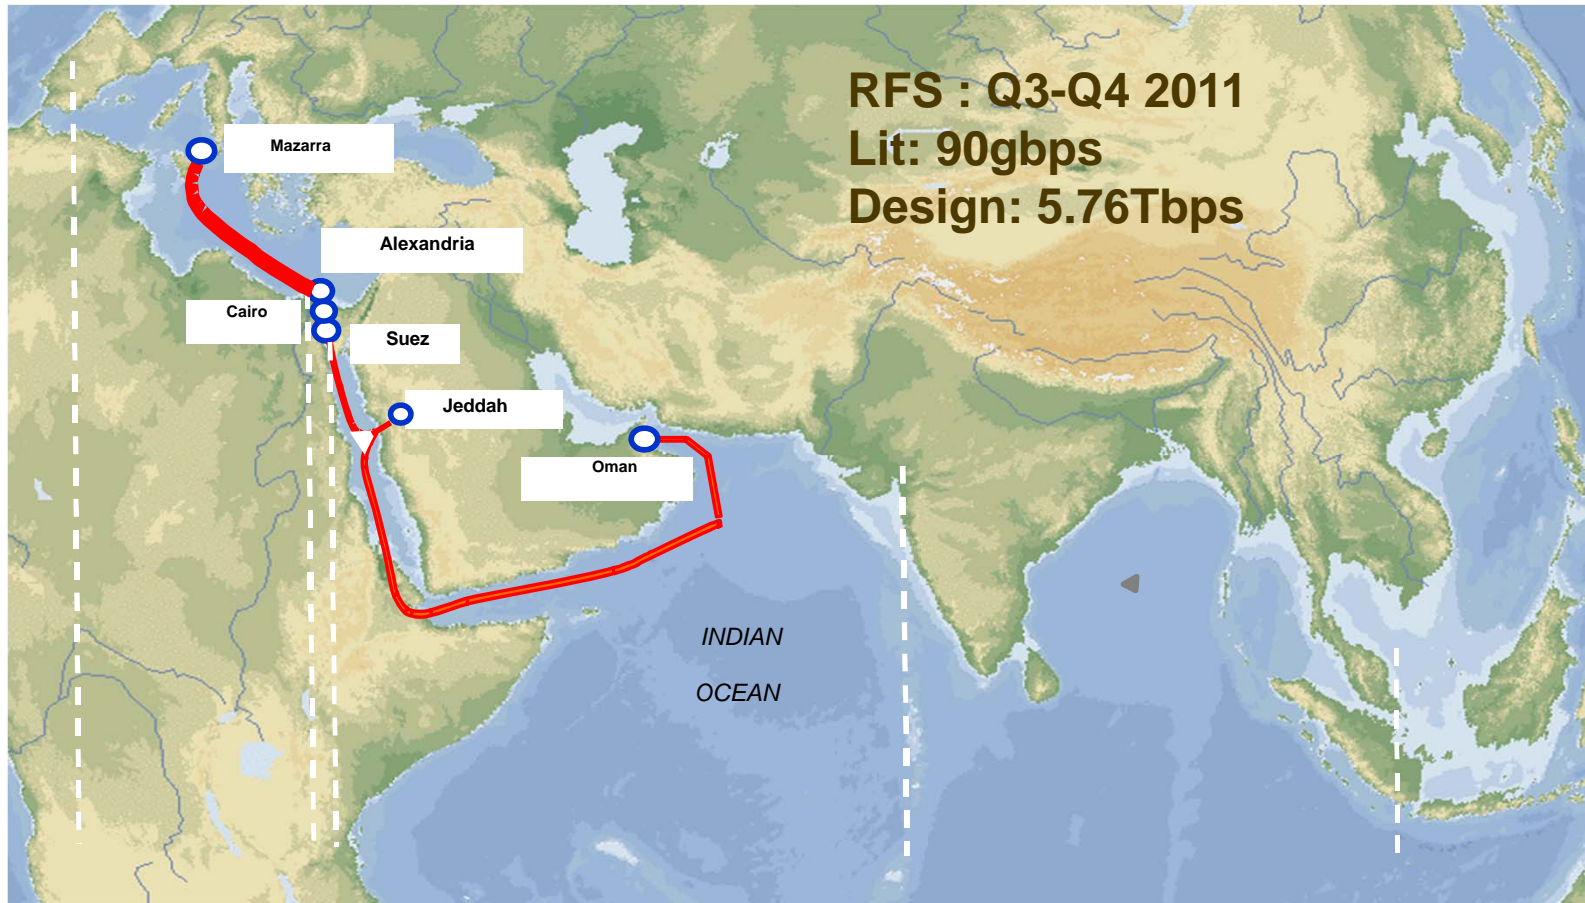 RFS : Q3-Q4 2011
Lit: 90gbps
Design: 5.76Tbps
Mazarra
Alexandria
Cairo
Suez
Jeddah
Oman
INDIAN
OCEAN